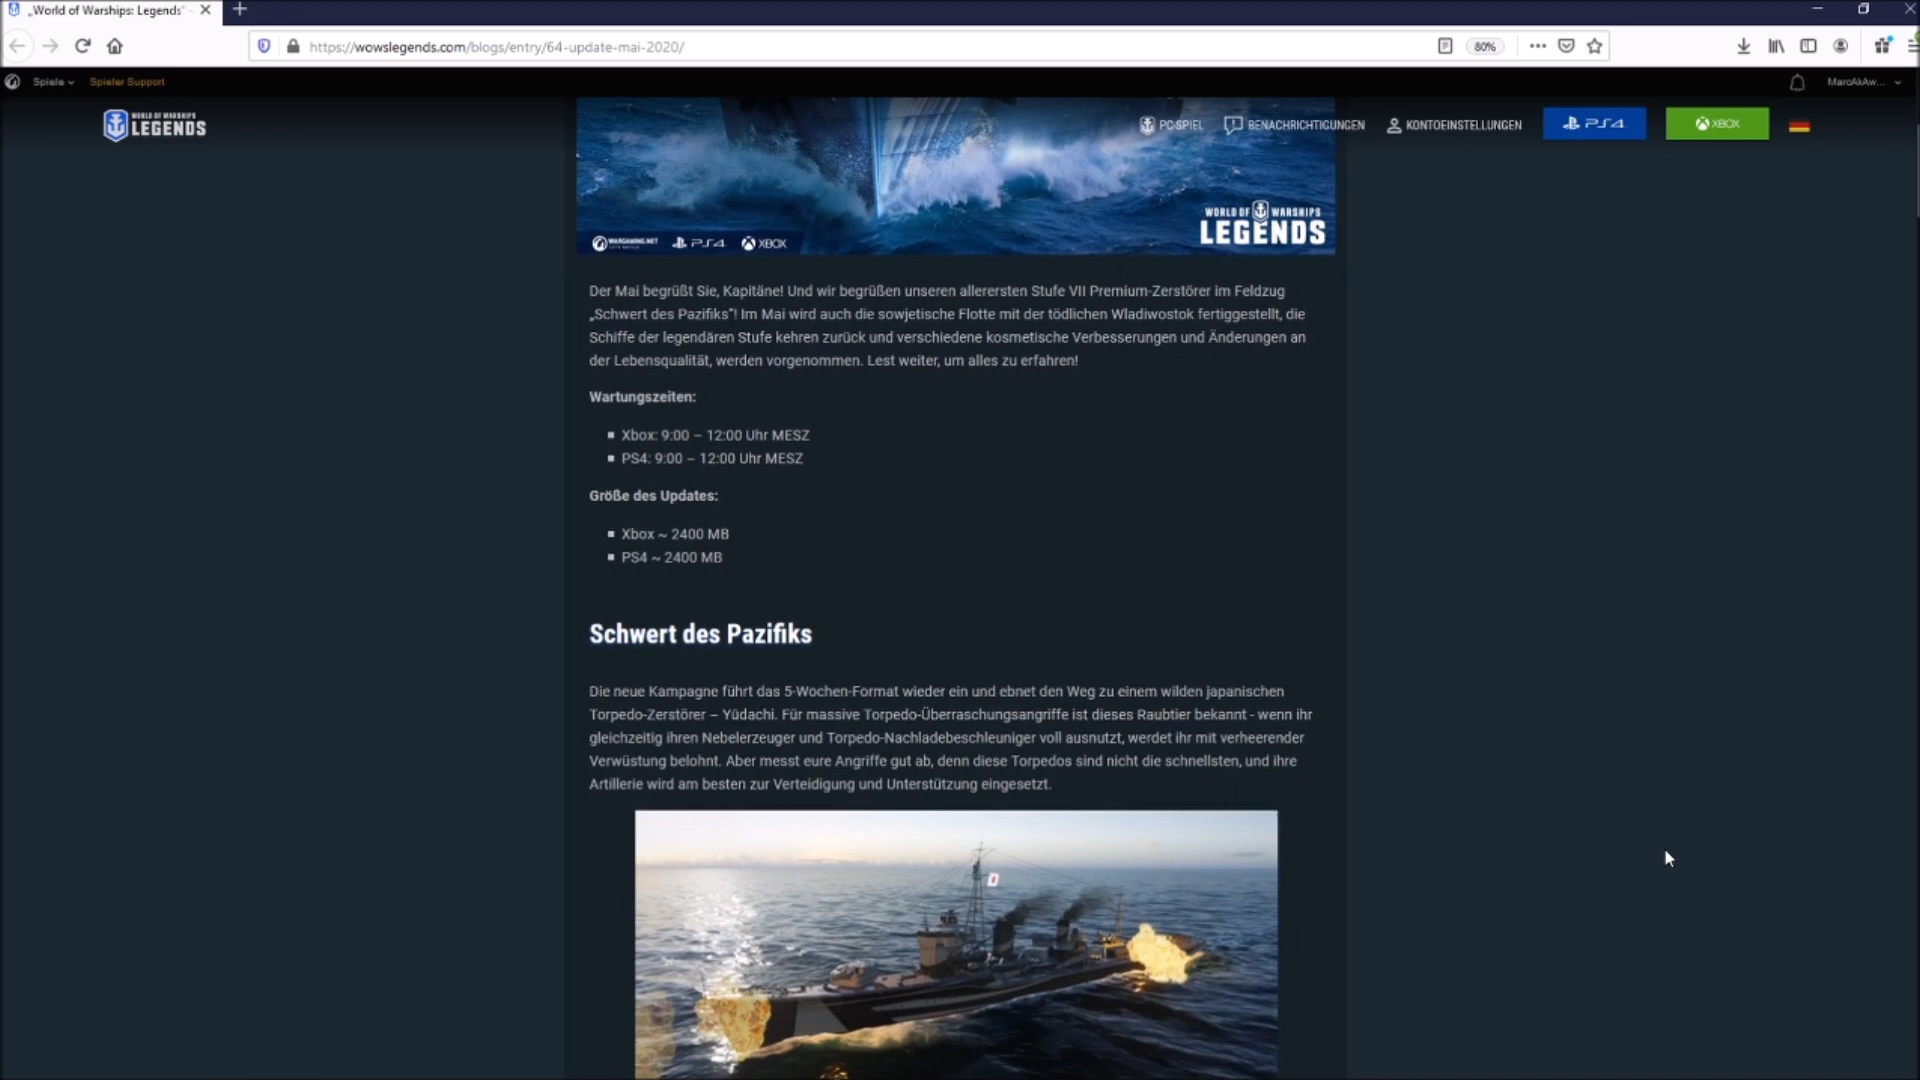 „World of Warships: Legends“
https://wowslegends.com/blogs/entry/64-update-mai-2020/
80%
Spiele
Spieler Support
MaroAkAw...
WORLD OF WARSHIPS
LEGENDS
PC-SPIEL
BENACHRICHTIGUNGEN
KONTOEINSTELLUNGEN
PS4
XBOX
WORLD OF WARSHIPS
LEGENDS
WARGAMING.NET
PS4
XBOX
Der Mai begrüßt Sie, Kapitäne! Und wir begrüßen unseren allerersten Stufe VII Premium-Zerstörer im Feldzug
„Schwert des Pazifiks“! Im Mai wird auch die sowjetische Flotte mit der tödlichen Wladiwostok fertiggestellt, die
Schiffe der legendären Stufe kehren zurück und verschiedene kosmetische Verbesserungen und Änderungen an
der Lebensqualität, werden vorgenommen. Lest weiter, um alles zu erfahren!
Wartungszeiten:
Xbox: 9:00 – 12:00 Uhr MESZ
PS4: 9:00 – 12:00 Uhr MESZ
Größe des Updates:
Xbox ~ 2400 MB
PS4 ~ 2400 MB
Schwert des Pazifiks
Die neue Kampagne führt das 5-Wochen-Format wieder ein und ebnet den Weg zu einem wilden japanischen
Torpedo-Zerstörer – Yüdachi. Für massive Torpedo-Überraschungsangriffe ist dieses Raubtier bekannt - wenn ihr
gleichzeitig ihren Nebelerzeuger und Torpedo-Nachladebeschleuniger voll ausnutzt, werdet ihr mit verheerender
Verwüstung belohnt. Aber messt eure Angriffe gut ab, denn diese Torpedos sind nicht die schnellsten, und ihre
Artillerie wird am besten zur Verteidigung und Unterstützung eingesetzt.